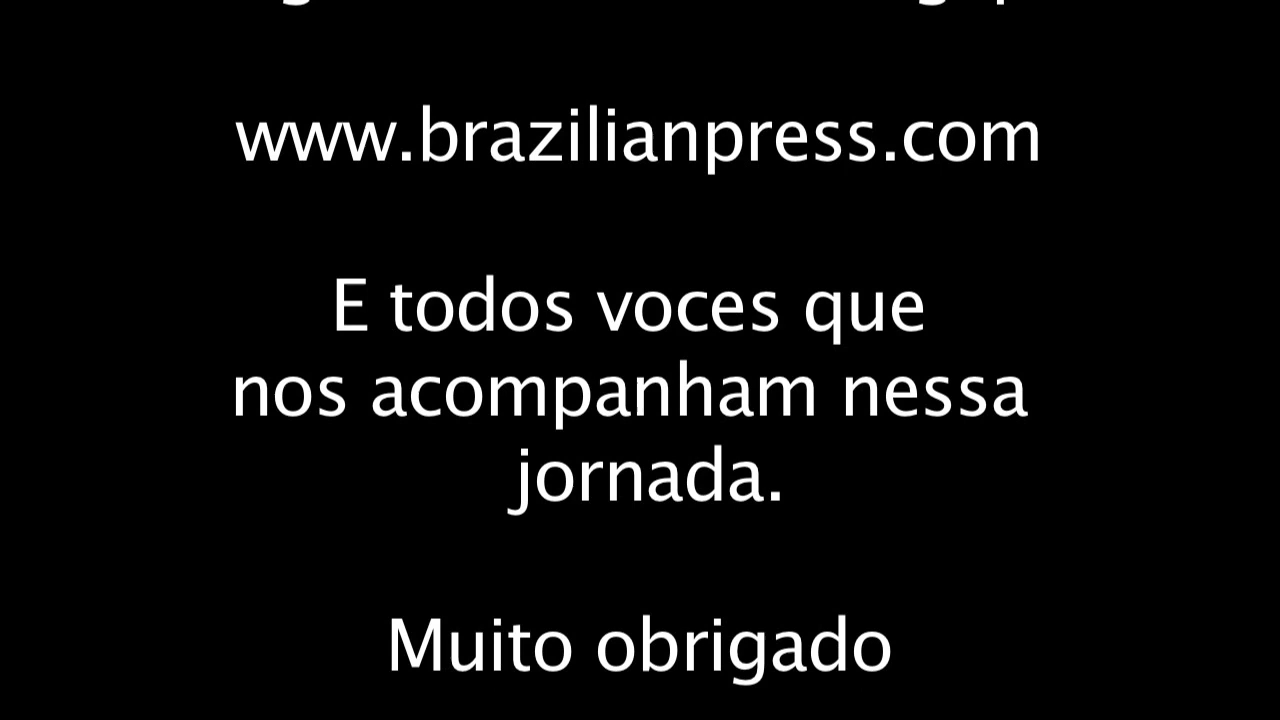 www.brazilianpress.com
E todos voces que
nos acompanham nessa
jornada.
Muito obrigado